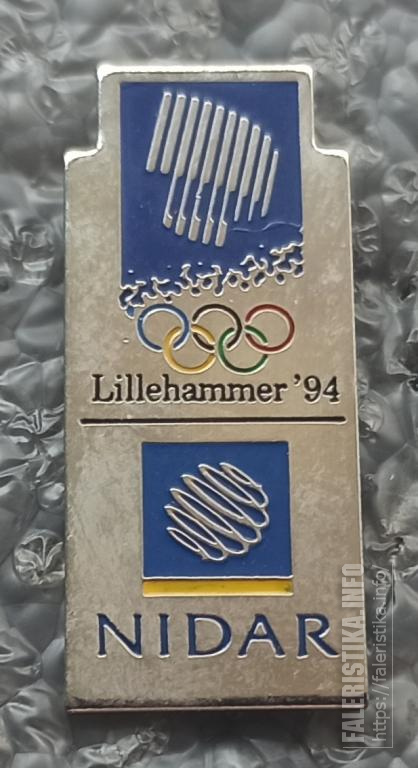 Lillehammer '94
NIDAR
FALERISTIKA.INFO
https://faleristika.info